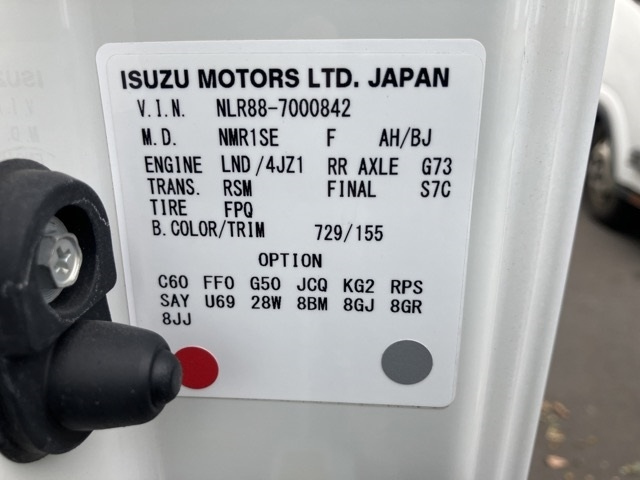 ISUZU MOTORS LTD. JAPAN
V.I.N. NLR88-7000842
M.D. NMR1SE F AH/BJ
ENGINE LND/4JZ1 RR AXLE G73
TRANS. RSM FINAL S7C
TIRE FPQ
B.COLOR/TRIM 729/155
OPTION
C60 FF0 G50 JCQ KG2 RPS
SAY U69 28W 8BM 8GJ 8GR
8JJ